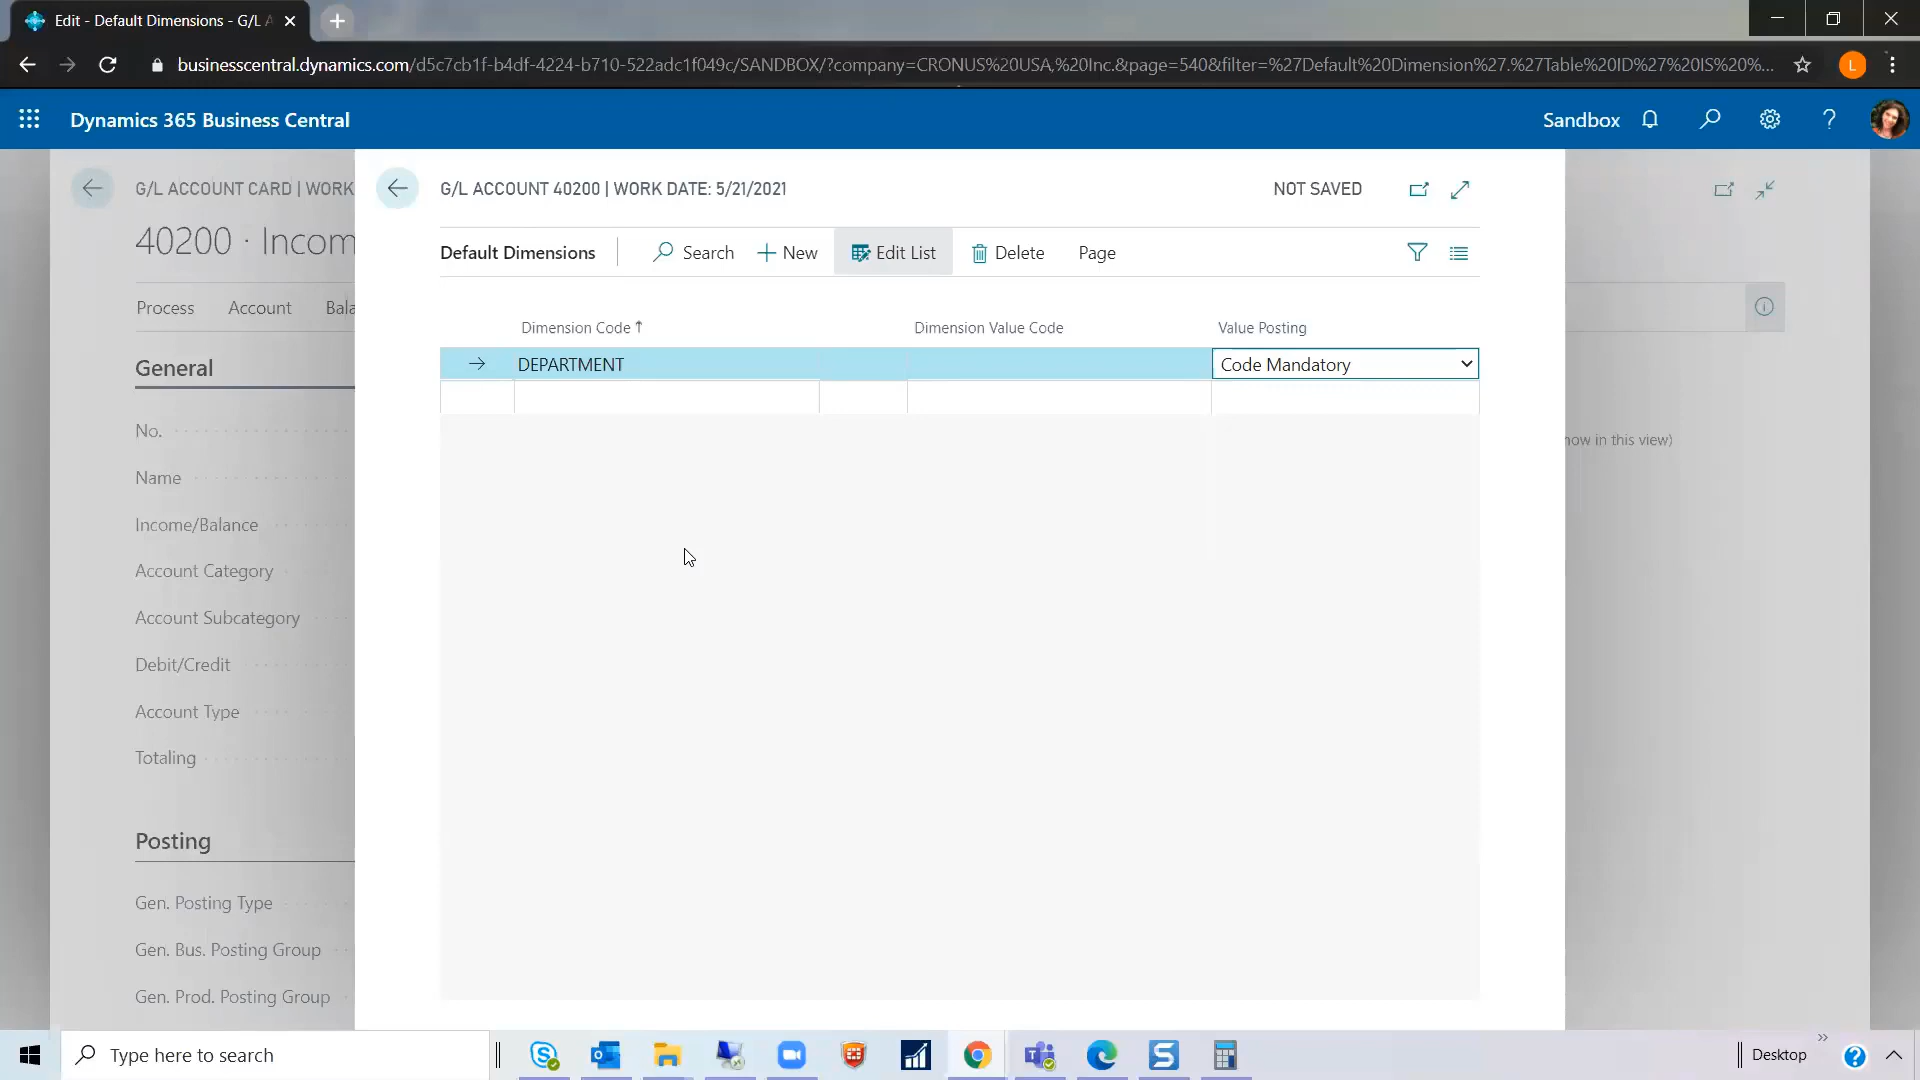 Edit - Default Dimensions - G/L A
businesscentral.dynamics.com/d5c7cb1f-b4df-4224-b710-522adc1f049c/SANDBOX/?company=CRONUS%20USA,%20Inc.&page=540&filter=%27Default%20Dimension%27.%27Table%20ID%27%20IS%20%...
L
Dynamics 365 Business Central
Sandbox
G/L ACCOUNT CARD | WORK
G/L ACCOUNT 40200 | WORK DATE: 5/21/2021
NOT SAVED
40200 · Incom
Default Dimensions
Search
New
Edit List
Delete
Page
Process
Account
Bala
Dimension Code ↑
Dimension Value Code
Value Posting
DEPARTMENT
Code Mandatory
General
No.
Name
Income/Balance
Account Category
Account Subcategory
Debit/Credit
Account Type
Totaling
now in this view)
Posting
Gen. Posting Type
Gen. Bus. Posting Group
Gen. Prod. Posting Group
Type here to search
Desktop